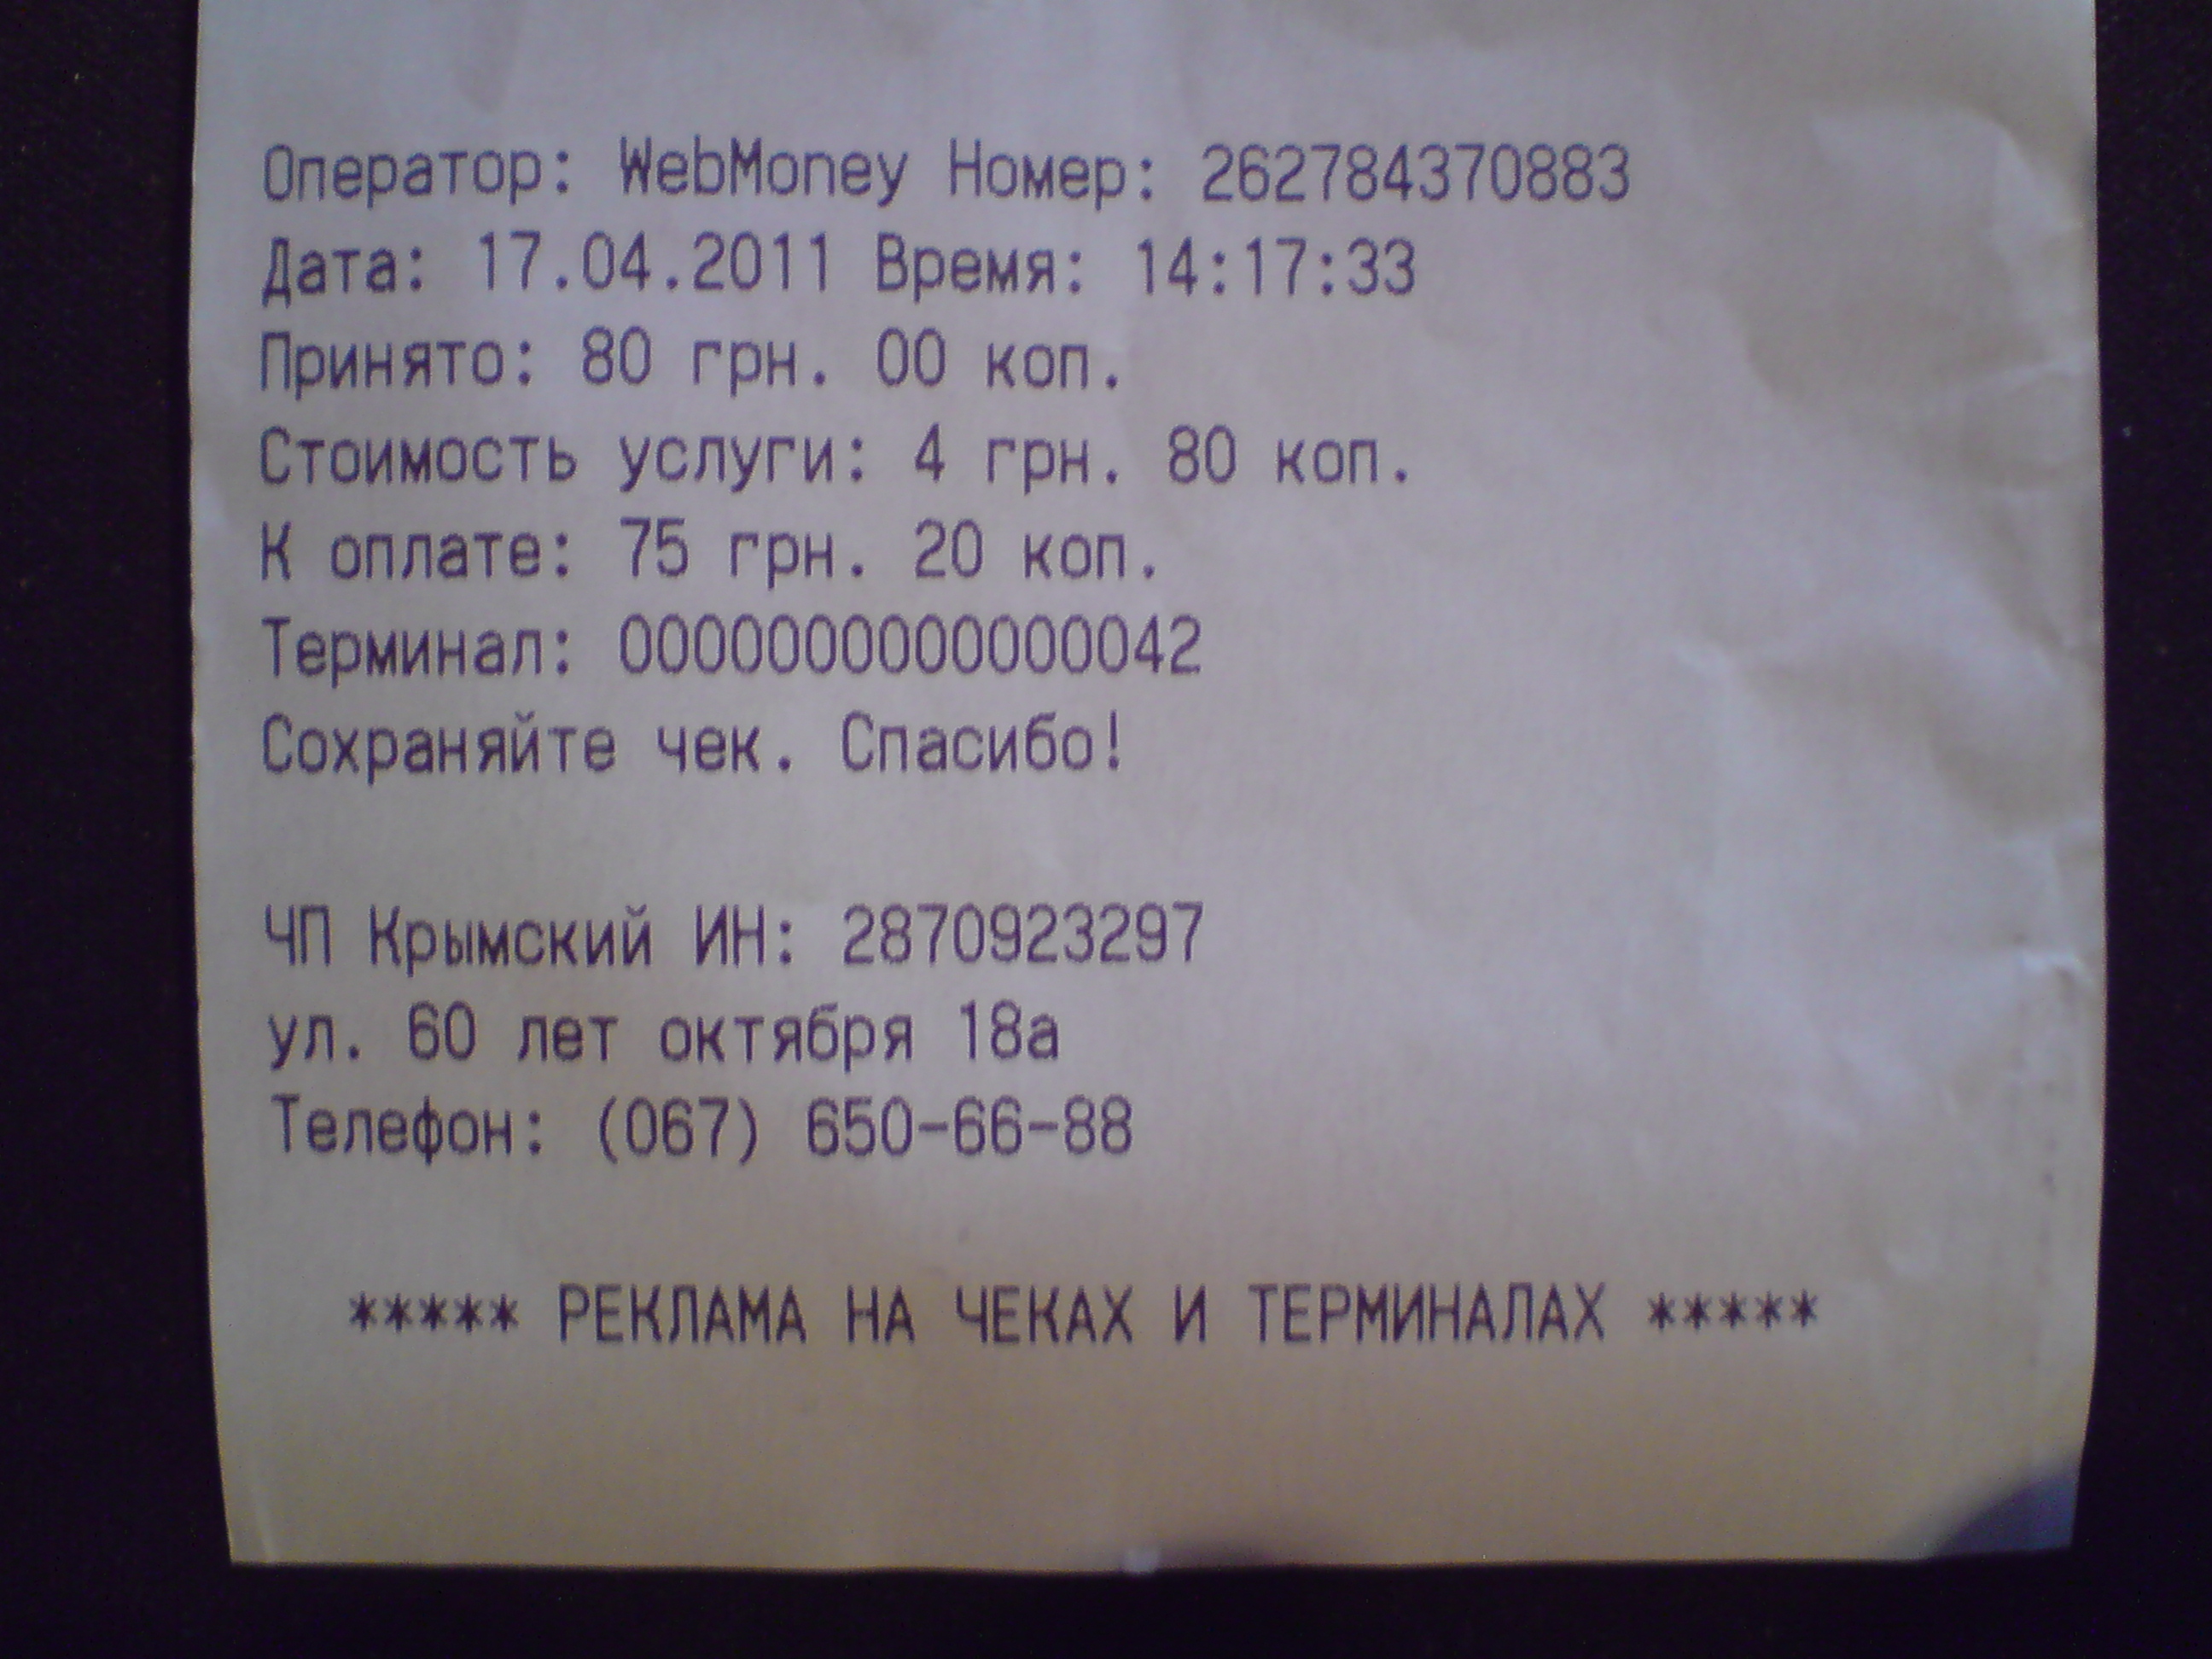 Оператор: WebMoney Номер: 262784370883
Дата: 17.04.2011 Время: 14:17:33
Принято: 80 грн. 00 коп.
Стоимость услуги: 4 грн. 80 коп.
К оплате: 75 грн. 20 коп.
Терминал: 0000000000000042
Сохраняйте чек. Спасибо!
ЧП Крымский ИН: 2870923297
ул. 60 лет октября 18а
Телефон: (067) 650-66-88
***** РЕКЛАМА НА ЧЕКАХ И ТЕРМИНАЛАХ *****